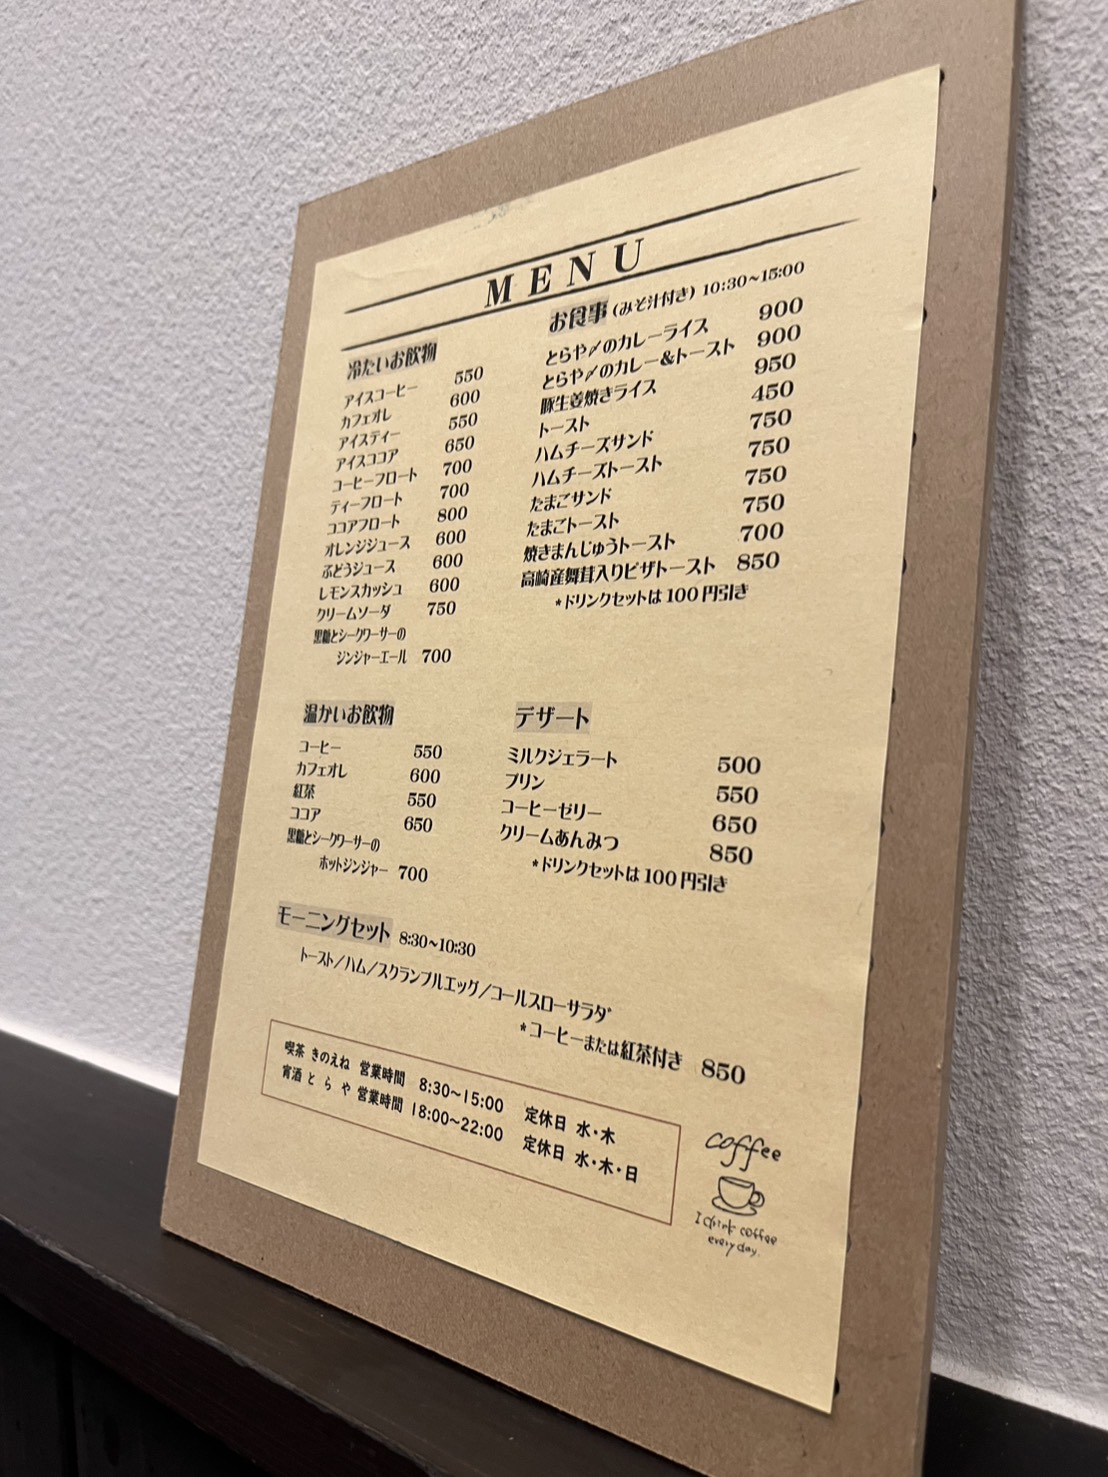 MENU
冷たいお飲物
アイスコーヒー 550
カフェオレ 600
アイスティー 550
アイスココア 650
コーヒーフロート 700
ティーフロート 700
ココアフロート 800
オレンジジュース 600
ぶどうジュース 600
レモンスカッシュ 600
クリームソーダ 750
黒糖とシークワーサーの
ジンジャーエール 700
お食事 (みそ汁付き) 10:30~15:00
とらや〆のカレーライス 900
とらや〆のカレー&トースト 900
豚生姜焼きライス 950
トースト 450
ハムチーズサンド 750
ハムチーズトースト 750
たまごサンド 750
たまごトースト 750
焼きまんじゅうトースト 700
高崎産舞茸入りピザトースト 850
*ドリンクセットは100円引き
温かいお飲物
コーヒー 550
カフェオレ 600
紅茶 550
ココア 650
黒糖とシークワーサーの
ホットジンジャー 700
デザート
ミルクジェラート 500
プリン 550
コーヒーゼリー 650
クリームあんみつ 850
*ドリンクセットは100円引き
モーニングセット 8:30~10:30
トースト/ハム/スクランブルエッグ/コールスローサラダ
*コーヒーまたは紅茶付き 850
喫茶 きのえね 営業時間 8:30~15:00 定休日 水・木
宵酒 とらや 営業時間 18:00~22:00 定休日 水・木・日
coffee
I drink coffee
every day.